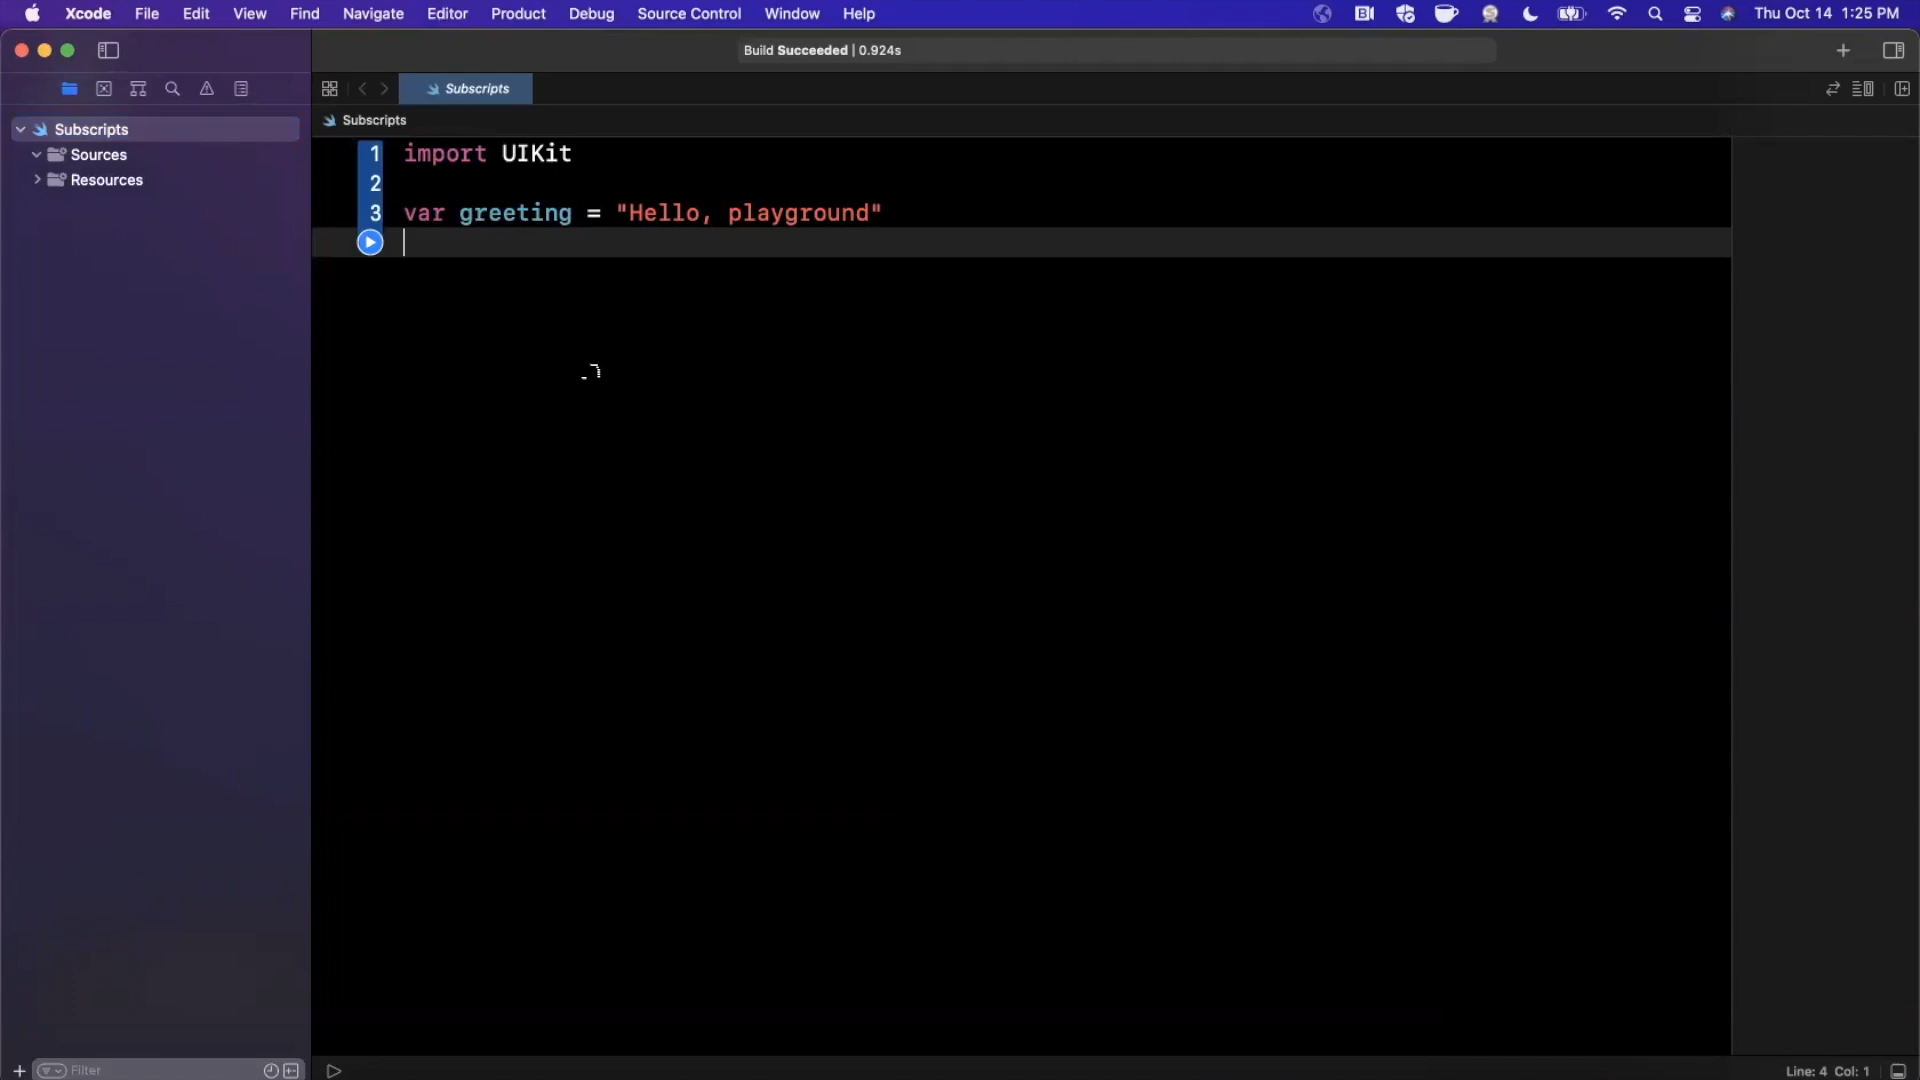 Xcode File Edit View Find Navigate Editor Product Debug Source Control Window Help Thu Oct 14 1:25 PM
Build Succeeded | 0.924s
Subscripts
Subscripts
Sources
Resources
Subscripts
1 import UIKit
2
3 var greeting = "Hello, playground"
Filter
Line: 4 Col: 1